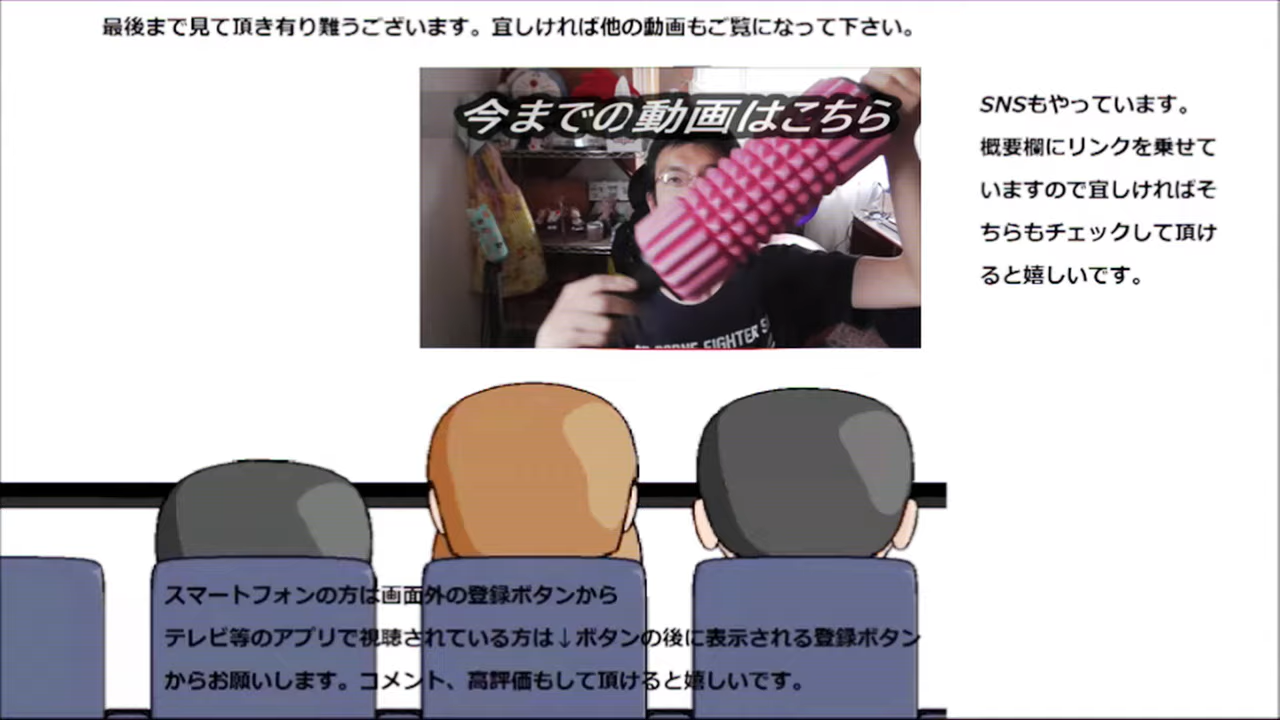 最後まで見て頂き有り難うございます。宜しければ他の動画もご覧になって下さい。
今までの動画はこちら
SNSもやっています。
概要欄にリンクを乗せて
いますので宜しければそ
ちらもチェックして頂け
ると嬉しいです。
FIGHTER
スマートフォンの方は画面外の登録ボタンから
テレビ等のアプリで視聴されている方は↓ボタンの後に表示される登録ボタン
からお願いします。コメント、高評価もして頂けると嬉しいです。